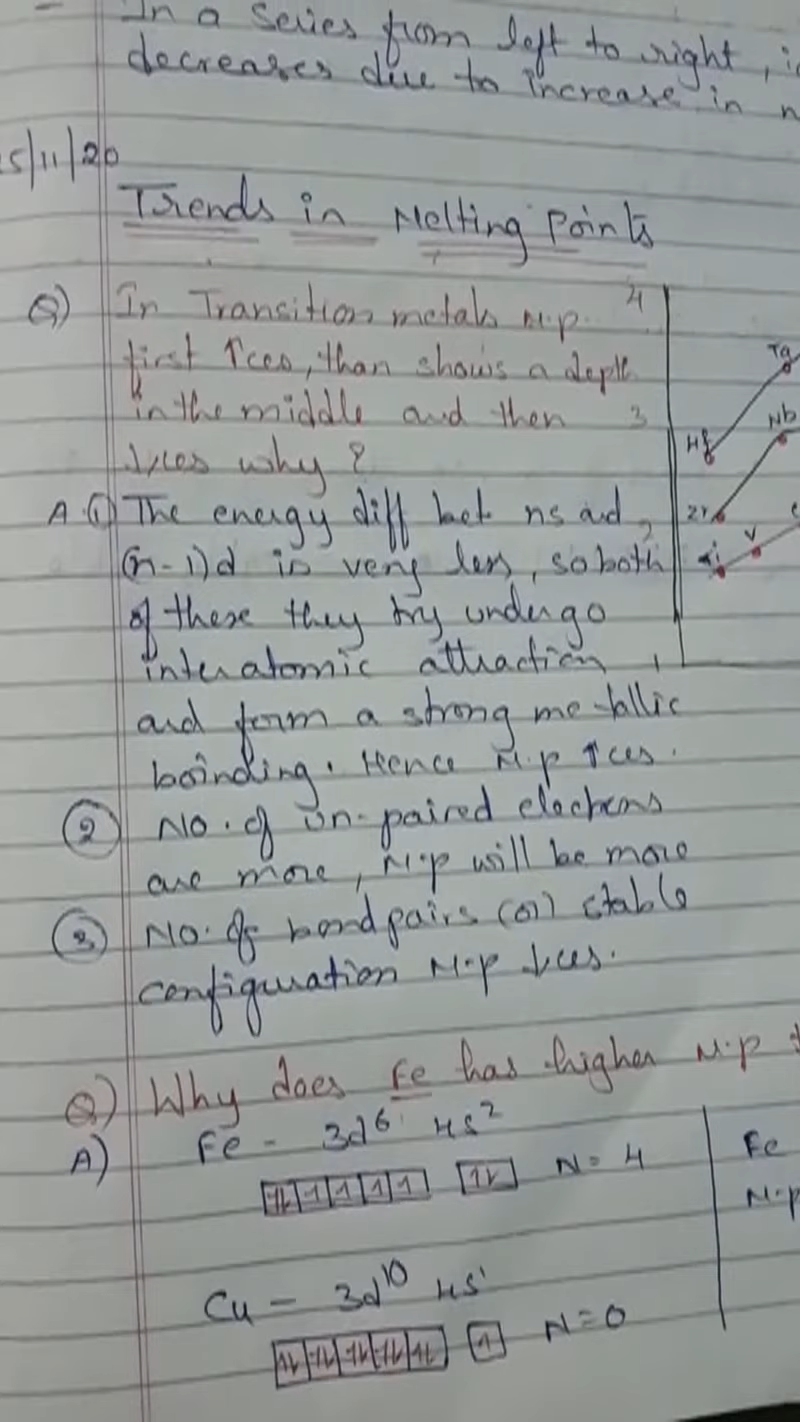 In a series from left to right,
decreases due to increase in
5/11/20
Trends in Melting Points
Q) In Transition metals M.p.
first ↑ces, than shows a depth
in the middle and then
↓ces why?
4
3
Ta
Nb
Hf
Zr
V
A. (1) The energy diff bet ns ad
(n-1)d is very less, so both
of these they try undergo
interatomic attraction,
and form a strong metallic
boinding. Hence M.p ↑ces.
(2) No. of un-paired electrons
are more, M.p will be more
(3) No. of bond pairs (or) stable
configuration M.p ↓ces.
Q) Why does Fe has higher M.p
A) Fe - 3d6 4s2
N = 4
Fe
M.p
Cu - 3d10 4s1
N = 0